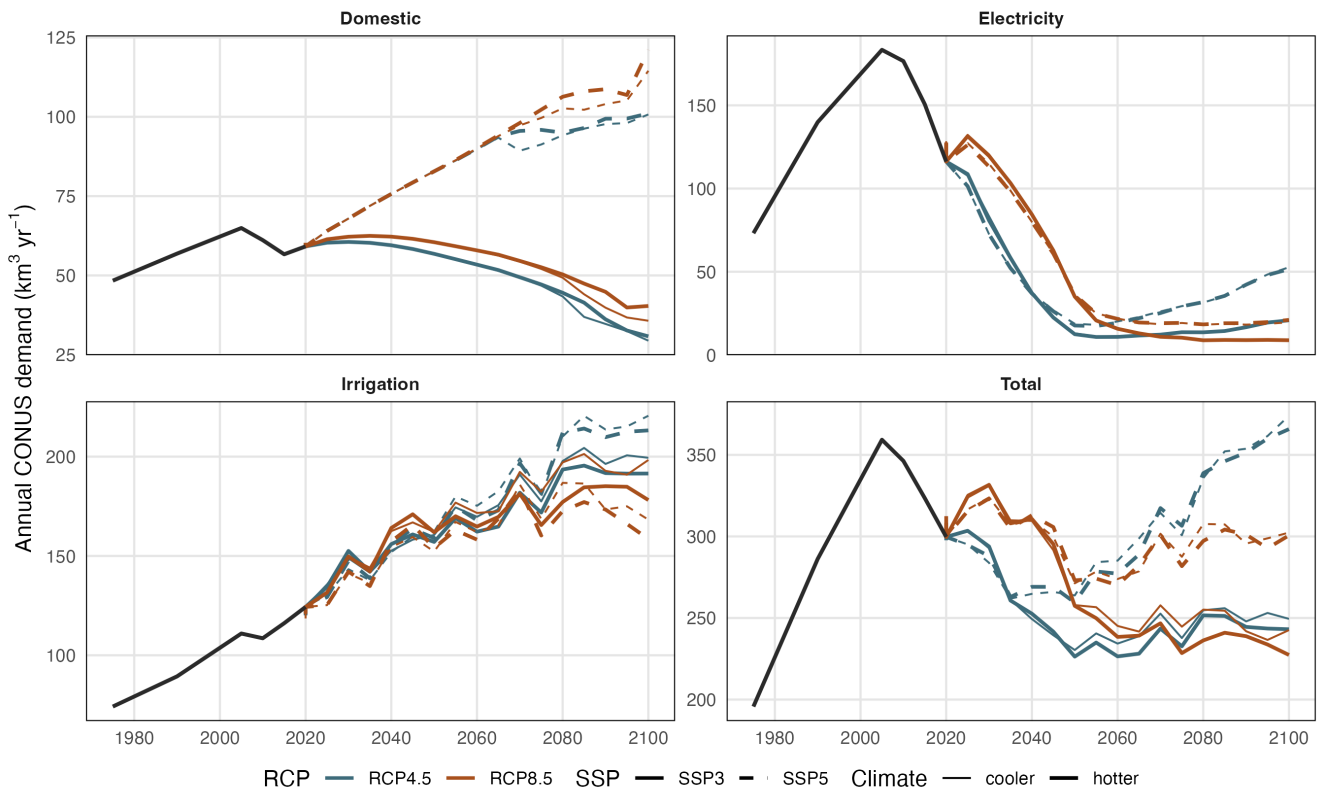 Domestic
Electricity
125
100
75
50
25
150
100
50
0
Annual CONUS demand (km³ yr⁻¹)
Irrigation
Total
200
150
100
350
300
250
200
1980 2000 2020 2040 2060 2080 2100
1980 2000 2020 2040 2060 2080 2100
RCP RCP4.5 RCP8.5 SSP SSP3 SSP5 Climate cooler hotter